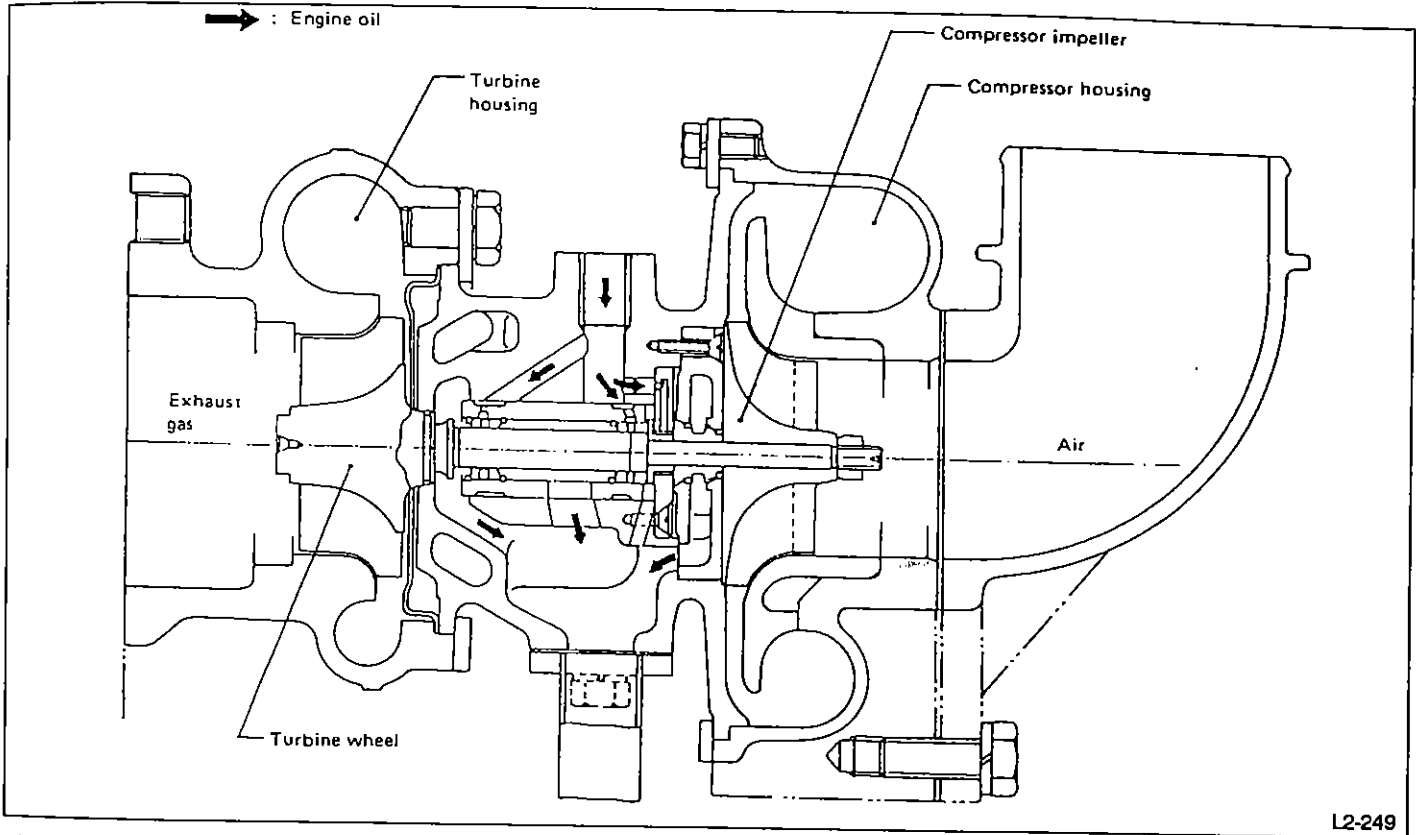 : Engine oil
Compressor impeller
Turbine
housing
Compressor housing
Exhaust
gas
Air
Turbine wheel
L2-249